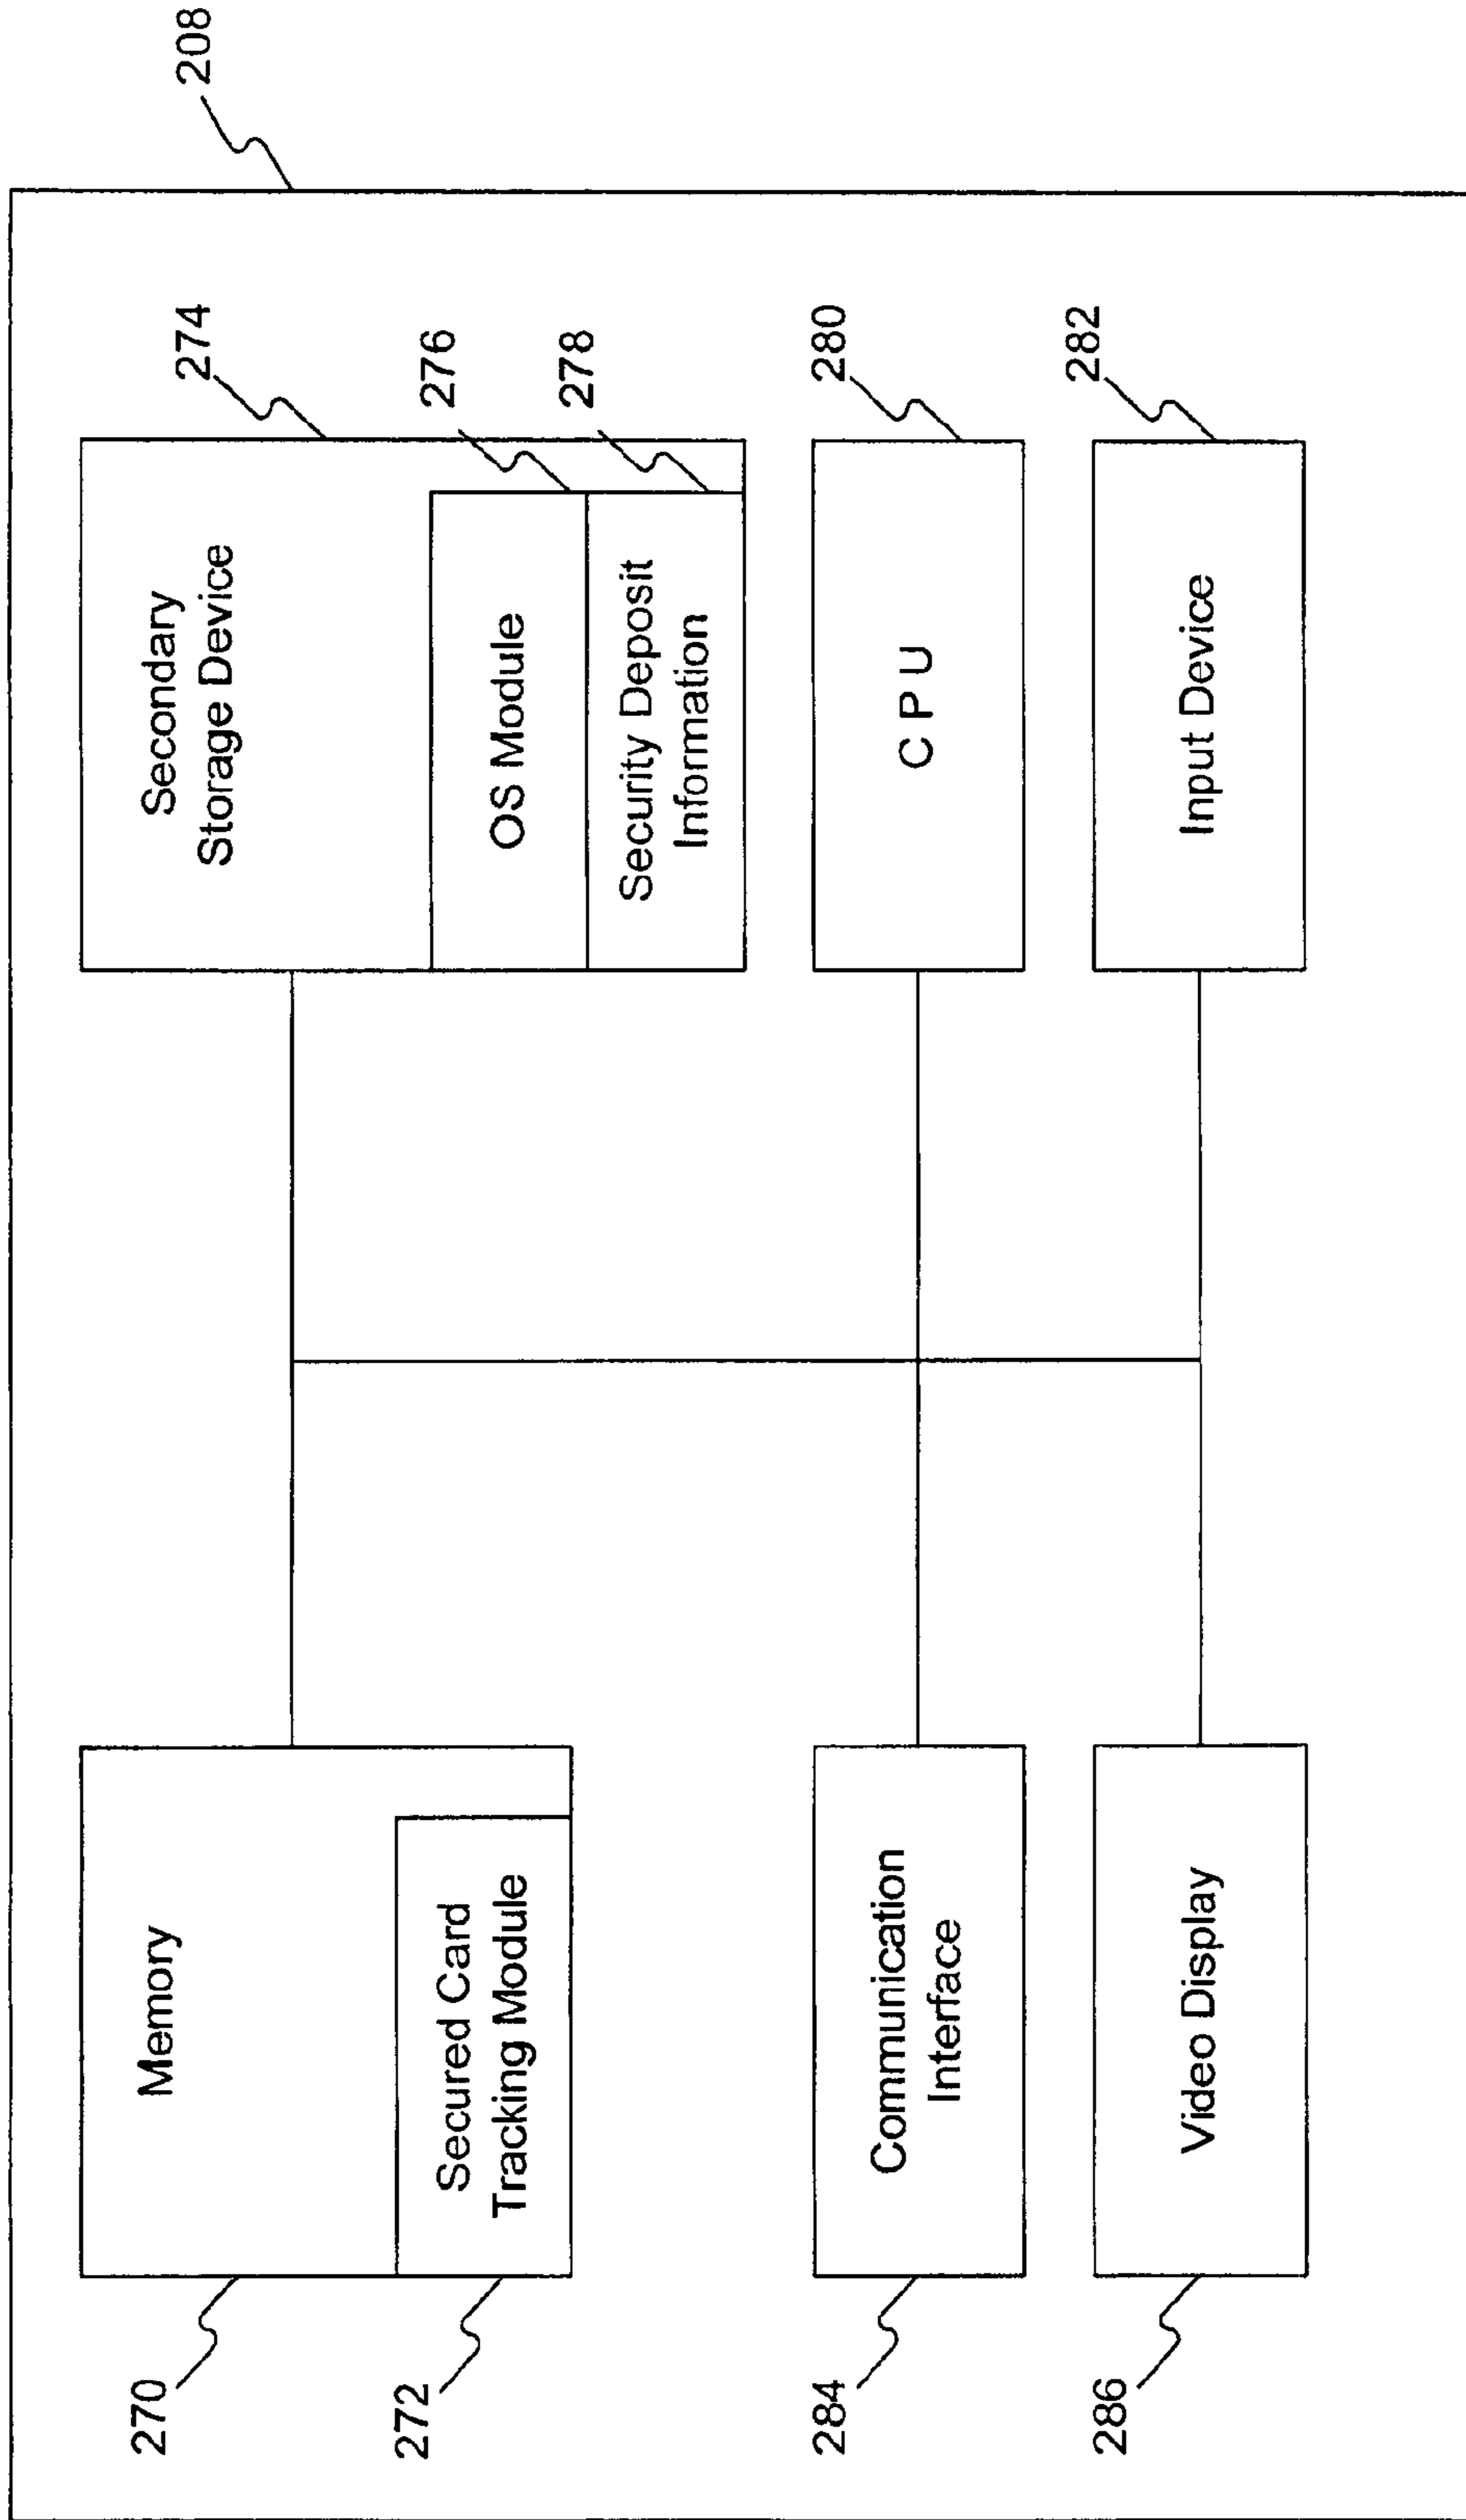 208
270
Memory
272
Secured Card
Tracking Module
Secondary
Storage Device
274
OS Module
276
Security Deposit
Information
278
284
Communication
Interface
C P U
280
286
Video Display
Input Device
282